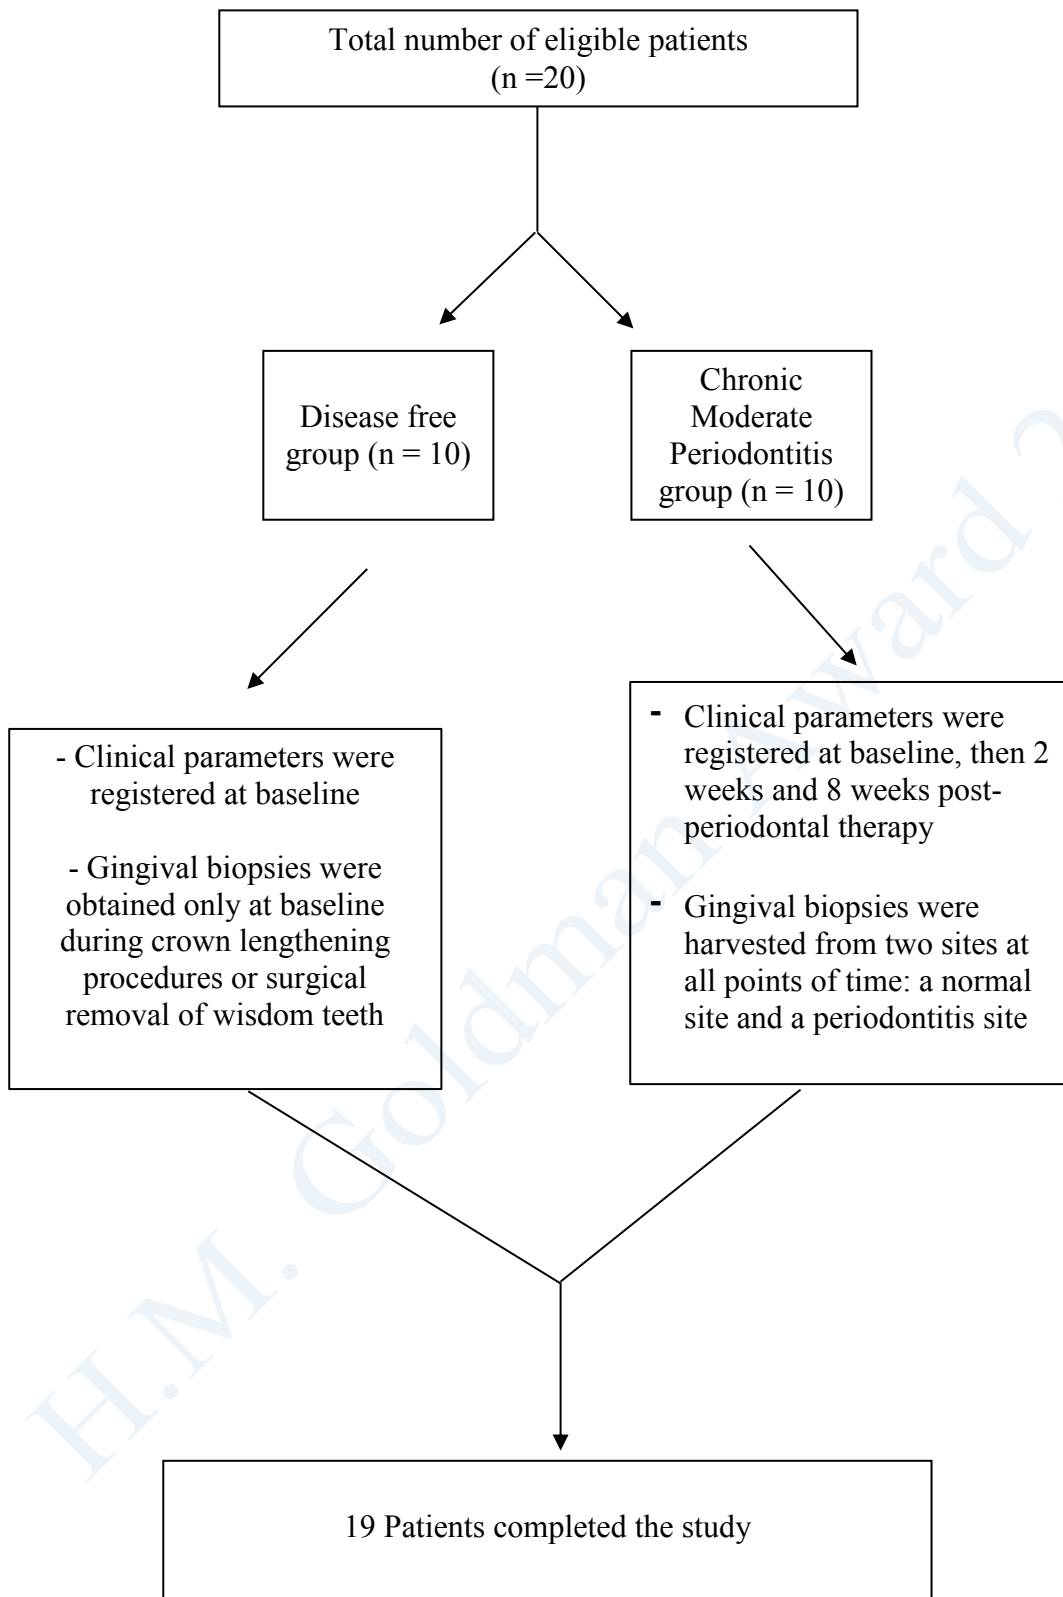 Total number of eligible patients
(n =20)
Disease free
group (n = 10)
Chronic
Moderate
Periodontitis
group (n = 10)
- Clinical parameters were
registered at baseline
- Gingival biopsies were
obtained only at baseline
during crown lengthening
procedures or surgical
removal of wisdom teeth
- Clinical parameters were
registered at baseline, then 2
weeks and 8 weeks post-
periodontal therapy
- Gingival biopsies were
harvested from two sites at
all points of time: a normal
site and a periodontitis site
19 Patients completed the study
H.M. Goldman Award